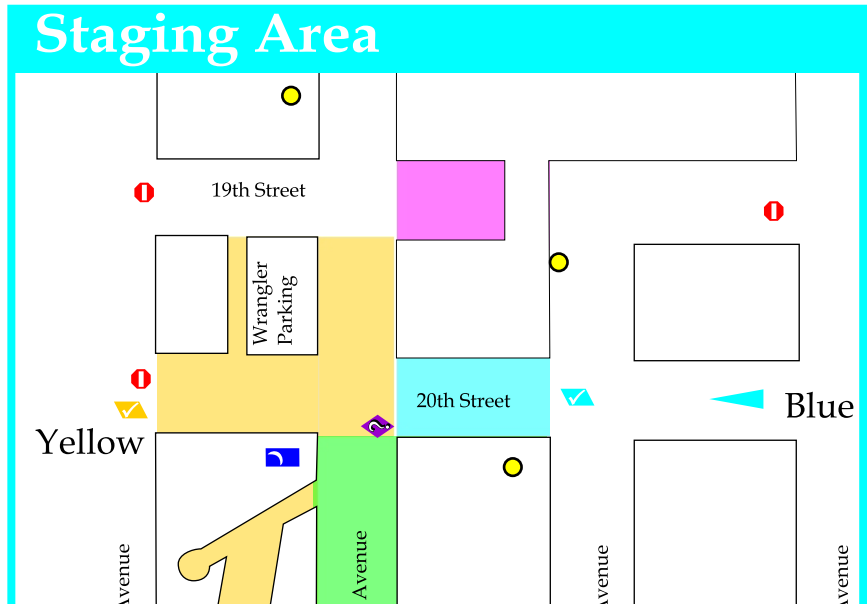 Staging Area
19th Street
Wrangler
Parking
20th Street
Blue
Yellow
Avenue
Avenue
Avenue
Avenue